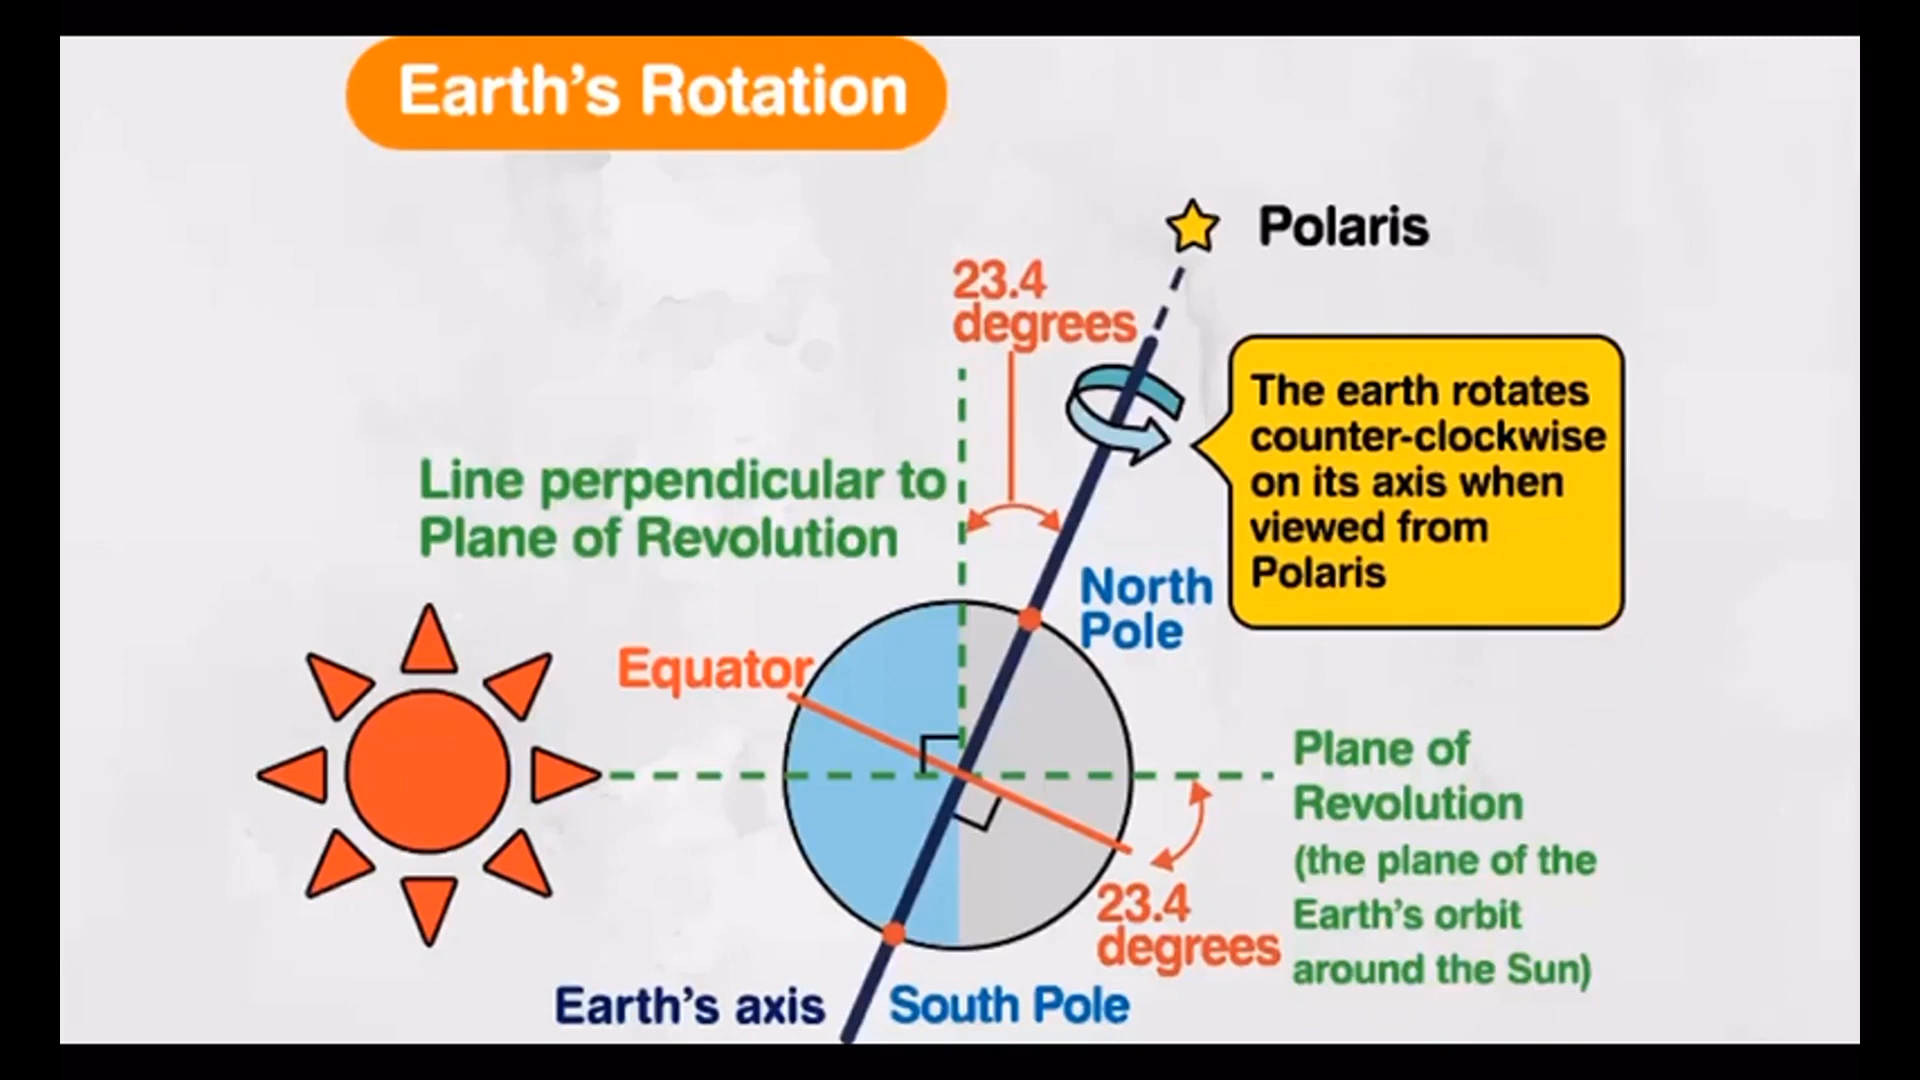 Earth's Rotation
Polaris
23.4
degrees
The earth rotates
counter-clockwise
on its axis when
viewed from
Polaris
Line perpendicular to
Plane of Revolution
North
Pole
Equator
Plane of
Revolution
(the plane of the
Earth's orbit
around the Sun)
23.4
degrees
Earth's axis
South Pole